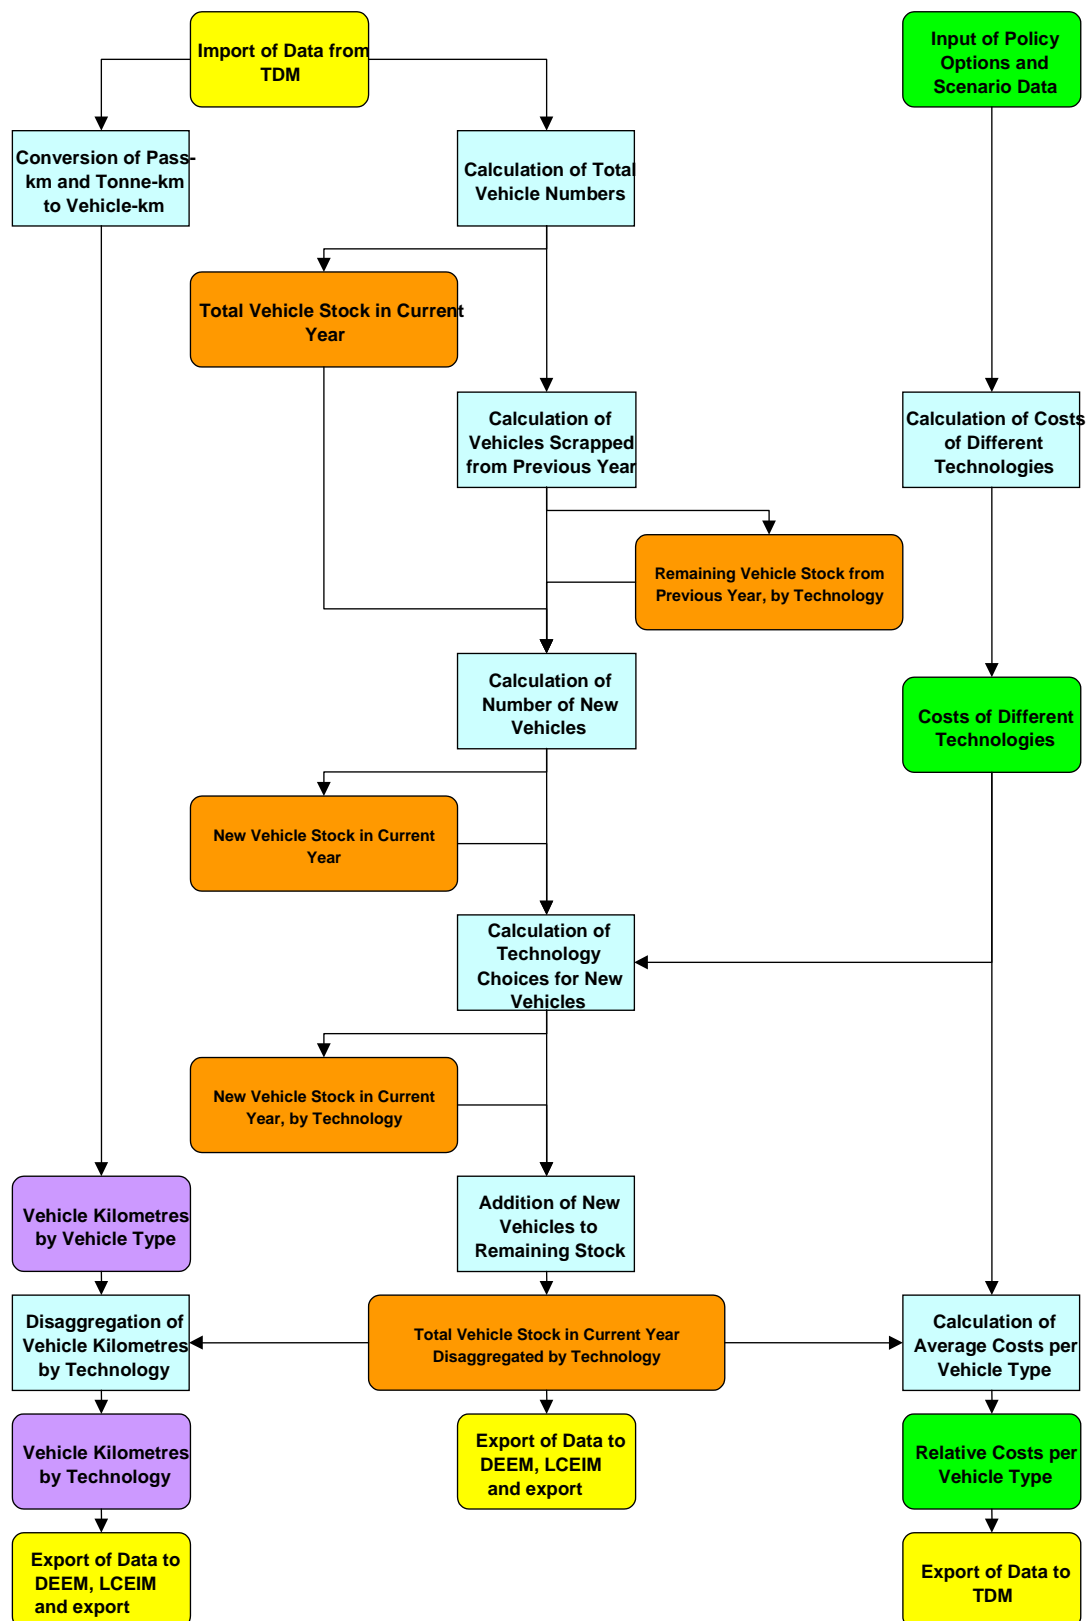 Import of Data from
TDM
Input of Policy
Options and
Scenario Data
Conversion of Pass-
km and Tonne-km
to Vehicle-km
Calculation of Total
Vehicle Numbers
Total Vehicle Stock in Current
Year
Calculation of
Vehicles Scrapped
from Previous Year
Calculation of Costs
of Different
Technologies
Remaining Vehicle Stock from
Previous Year, by Technology
Calculation of
Number of New
Vehicles
Costs of Different
Technologies
New Vehicle Stock in Current
Year
Calculation of
Technology
Choices for New
Vehicles
New Vehicle Stock in Current
Year, by Technology
Vehicle Kilometres
by Vehicle Type
Addition of New
Vehicles to
Remaining Stock
Disaggregation of
Vehicle Kilometres
by Technology
Total Vehicle Stock in Current Year
Disaggregated by Technology
Calculation of
Average Costs per
Vehicle Type
Vehicle Kilometres
by Technology
Export of Data to
DEEM, LCEIM
and export
Relative Costs per
Vehicle Type
Export of Data to
DEEM, LCEIM
and export
Export of Data to
TDM